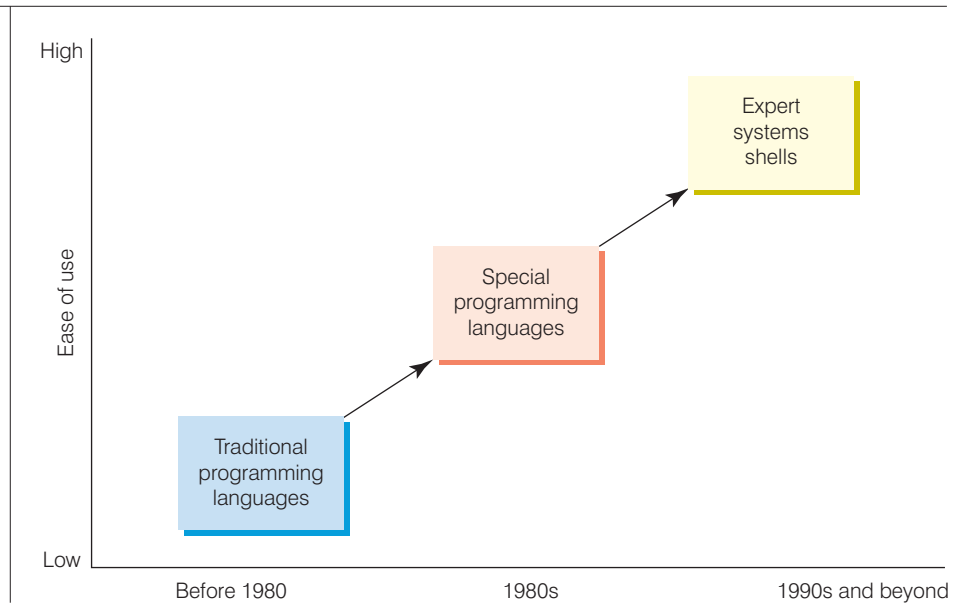 High
Expert
systems
shells
Ease of use
Special
programming
languages
Traditional
programming
languages
Low
Before 1980
1980s
1990s and beyond